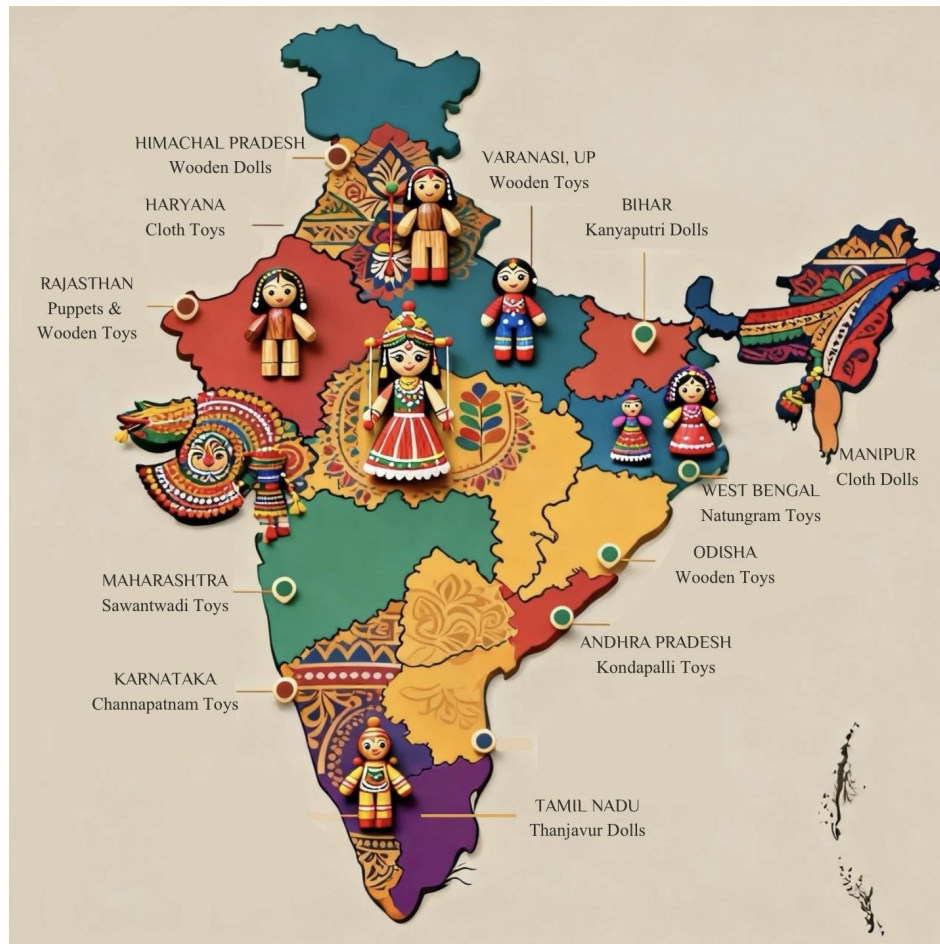 HIMACHAL PRADESH
Wooden Dolls
VARANASI, UP
Wooden Toys
HARYANA
Cloth Toys
BIHAR
Kanyaputri Dolls
RAJASTHAN
Puppets &
Wooden Toys
MANIPUR
Cloth Dolls
WEST BENGAL
Natungram Toys
ODISHA
Wooden Toys
MAHARASHTRA
Sawantwadi Toys
ANDHRA PRADESH
Kondapalli Toys
KARNATAKA
Channapatnam Toys
TAMIL NADU
Thanjavur Dolls